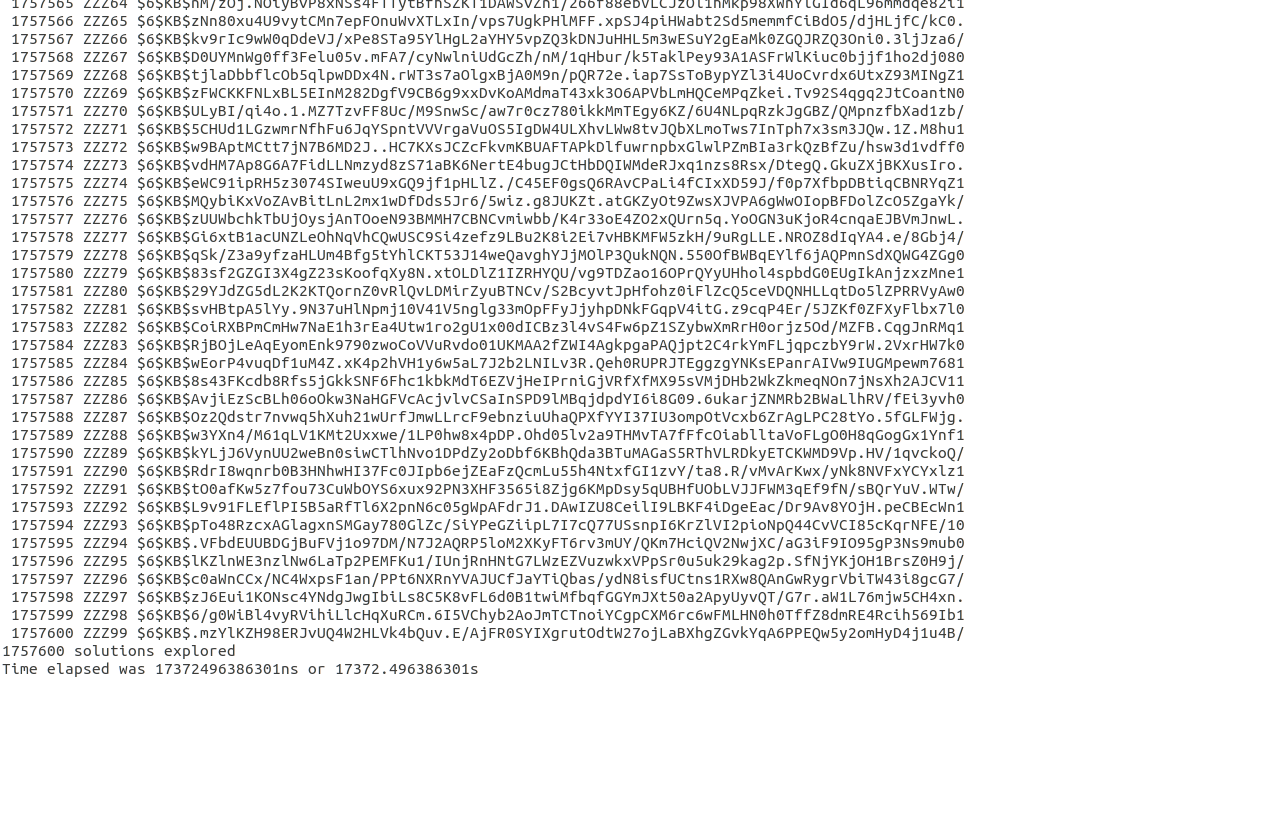 1757565 ZZZ64 $6$KB$nM/zOj.NOiyBvP8xNSs4FTTytBfnSZKT1DAWSvZn1/266f88ebVLCJzOl1nMkp98XWnYlGId6qL96mmdqe82i1
1757566 ZZZ65 $6$KB$zNn80xu4U9vytCMn7epFOnuWvXTLxIn/vps7UgkPHlMFF.xpSJ4piHWabt2Sd5memmfCiBdO5/djHLjfC/kC0.
1757567 ZZZ66 $6$KB$kv9rIc9wW0qDdeVJ/xPe8STa95YlHgL2aYHY5vpZQ3kDNJuHHL5m3wESuY2gEaMk0ZGQJRZQ3Oni0.3ljJza6/
1757568 ZZZ67 $6$KB$D0UYMnWg0ff3Felu05v.mFA7/cyNwlniUdGcZh/nM/1qHbur/k5TaklPey93A1ASFrWlKiuc0bjjf1ho2dj080
1757569 ZZZ68 $6$KB$tjlaDbbflcOb5qlpwDDx4N.rWT3s7aOlgxBjA0M9n/pQR72e.iap7SsToBypYZl3i4UoCvrdx6UtxZ93MINgZ1
1757570 ZZZ69 $6$KB$zFWCKKFNLxBL5EInM282DgfV9CB6g9xxDvKoAMdmaT43xk3O6APVbLmHQCeMPqZkei.Tv92S4qgq2JtCoantN0
1757571 ZZZ70 $6$KB$ULyBI/qi4o.1.MZ7TzvFF8Uc/M9SnwSc/aw7r0cz780ikkMmTEgy6KZ/6U4NLpqRzkJgGBZ/QMpnzfbXad1zb/
1757572 ZZZ71 $6$KB$5CHUd1LGzwmrNfhFu6JqYSpntVVVrgaVuOS5IgDW4ULXhvLWw8tvJQbXLmoTws7InTph7x3sm3JQw.1Z.M8hu1
1757573 ZZZ72 $6$KB$w9BAptMCtt7jN7B6MD2J..HC7KXsJCZcFkvmKBUAFTAPkDlfuwrnpbxGlwlPZmBIa3rkQzBfZu/hsw3d1vdff0
1757574 ZZZ73 $6$KB$vdHM7Ap8G6A7FidLLNmzyd8zS71aBK6NertE4bugJCtHbDQIWMdeRJxq1nzs8Rsx/DtegQ.GkuZXjBKXusIro.
1757575 ZZZ74 $6$KB$eWC91ipRH5z3074SIweuU9xGQ9jf1pHLlZ./C45EF0gsQ6RAvCPaLi4fCIxXD59J/f0p7XfbpDBtiqCBNRYqZ1
1757576 ZZZ75 $6$KB$MQybiKxVoZAvBitLnL2mx1wDfDds5Jr6/5wiz.g8JUKZt.atGKZyOt9ZwsXJVPA6gWwOIopBFDolZcO5ZgaYk/
1757577 ZZZ76 $6$KB$zUUWbchkTbUjOysjAnTOoeN93BMMH7CBNCvmiwbb/K4r33oE4ZO2xQUrn5q.YoOGN3uKjoR4cnqaEJBVmJnwL.
1757578 ZZZ77 $6$KB$Gi6xtB1acUNZLeOhNqVhCQwUSC9Si4zefz9LBu2K8i2Ei7vHBKMFW5zkH/9uRgLLE.NROZ8dIqYA4.e/8Gbj4/
1757579 ZZZ78 $6$KB$qSk/Z3a9yfzaHLUm4Bfg5tYhlCKT53J14weQavghYJjMOlP3QukNQN.550OfBWBqEYlf6jAQPmnSdXQWG4ZGg0
1757580 ZZZ79 $6$KB$83sf2GZGI3X4gZ23sKoofqXy8N.xtOLDlZ1IZRHYQU/vg9TDZao16OPrQYyUHhol4spbdG0EUgIkAnjzxzMne1
1757581 ZZZ80 $6$KB$29YJdZG5dL2K2KTQornZ0vRlQvLDMirZyuBTNCv/S2BcyvtJpHfohz0iFlZcQ5ceVDQNHLLqtDo5lZPRRVyAw0
1757582 ZZZ81 $6$KB$svHBtpA5lYy.9N37uHlNpmj10V41V5nglg33mOpFFyJjyhpDNkFGqpV4itG.z9cqP4Er/5JZKf0ZFXyFlbx7l0
1757583 ZZZ82 $6$KB$CoiRXBPmCmHw7NaE1h3rEa4Utw1ro2gU1x00dICBz3l4vS4Fw6pZ1SZybwXmRrH0orjz5Od/MZFB.CqgJnRMq1
1757584 ZZZ83 $6$KB$RjBOjLeAqEyomEnk9790zwoCoVVuRvdo01UKMAA2fZWI4AgkpgaPAQjpt2C4rkYmFLjqpczbY9rW.2VxrHW7k0
1757585 ZZZ84 $6$KB$wEorP4vuqDf1uM4Z.xK4p2hVH1y6w5aL7J2b2LNILv3R.Qeh0RUPRJTEggzgYNKsEPanrAIVw9IUGMpewm7681
1757586 ZZZ85 $6$KB$8s43FKcdb8Rfs5jGkkSNF6Fhc1kbkMdT6EZVjHeIPrniGjVRfXfMX95sVMjDHb2WkZkmeqNOn7jNsXh2AJCV11
1757587 ZZZ86 $6$KB$AvjiEzScBLh06oOkw3NaHGFVcAcjvlvCSaInSPD9lMBqjdpdYI6i8G09.6ukarjZNMRb2BWaLlhRV/fEi3yvh0
1757588 ZZZ87 $6$KB$Oz2Qdstr7nvwq5hXuh21wUrfJmwLLrcF9ebnziuUhaQPXfYYI37IU3ompOtVcxb6ZrAgLPC28tYo.5fGLFWjg.
1757589 ZZZ88 $6$KB$w3YXn4/M61qLV1KMt2Uxxwe/1LP0hw8x4pDP.Ohd05lv2a9THMvTA7fFfcOiablltaVoFLgO0H8qGogGx1Ynf1
1757590 ZZZ89 $6$KB$kYLjJ6VynUU2weBn0siwCTlhNvo1DPdZy2oDbf6KBhQda3BTuMAGaS5RThVLRDkyETCKWMD9Vp.HV/1qvckoQ/
1757591 ZZZ90 $6$KB$RdrI8wqnrb0B3HNhwHI37Fc0JIpb6ejZEaFzQcmLu55h4NtxfGI1zvY/ta8.R/vMvArKwx/yNk8NVFxYCYxlz1
1757592 ZZZ91 $6$KB$tO0afKw5z7fou73CuWbOYS6xux92PN3XHF3565i8Zjg6KMpDsy5qUBHfUObLVJJFWM3qEf9fN/sBQrYuV.WTw/
1757593 ZZZ92 $6$KB$L9v91FLEflPI5B5aRfTl6X2pnN6c05gWpAFdrJ1.DAwIZU8CeilI9LBKF4iDgeEac/Dr9Av8YOjH.peCBEcWn1
1757594 ZZZ93 $6$KB$pTo48RzcxAGlagxnSMGay780GlZc/SiYPeGZiipL7I7cQ77USsnpI6KrZlVI2pioNpQ44CvVCI85cKqrNFE/10
1757595 ZZZ94 $6$KB$.VFbdEUUBDGjBuFVj1o97DM/N7J2AQRP5loM2XKyFT6rv3mUY/QKm7HciQV2NwjXC/aG3iF9IO95gP3Ns9mub0
1757596 ZZZ95 $6$KB$lKZlnWE3nzlNw6LaTp2PEMFKu1/IUnjRnHNtG7LWzEZVuzwkxVPpSr0u5uk29kag2p.SfNjYKjOH1BrsZ0H9j/
1757597 ZZZ96 $6$KB$c0aWnCCx/NC4WxpsF1an/PPt6NXRnYVAJUCfJaYTiQbas/ydN8isfUCtns1RXw8QAnGwRygrVbiTW43i8gcG7/
1757598 ZZZ97 $6$KB$zJ6Eui1KONsc4YNdgJwgIbiLs8C5K8vFL6d0B1twiMfbqfGGYmJXt50a2ApyUyvQT/G7r.aW1L76mjw5CH4xn.
1757599 ZZZ98 $6$KB$6/g0WiBl4vyRVihiLlcHqXuRCm.6I5VChyb2AoJmTCTnoiYCgpCXM6rc6wFMLHN0h0TffZ8dmRE4Rcih569Ib1
1757600 ZZZ99 $6$KB$.mzYlKZH98ERJvUQ4W2HLVk4bQuv.E/AjFR0SYIXgrutOdtW27ojLaBXhgZGvkYqA6PPEQw5y2omHyD4j1u4B/
1757600 solutions explored
Time elapsed was 17372496386301ns or 17372.496386301s